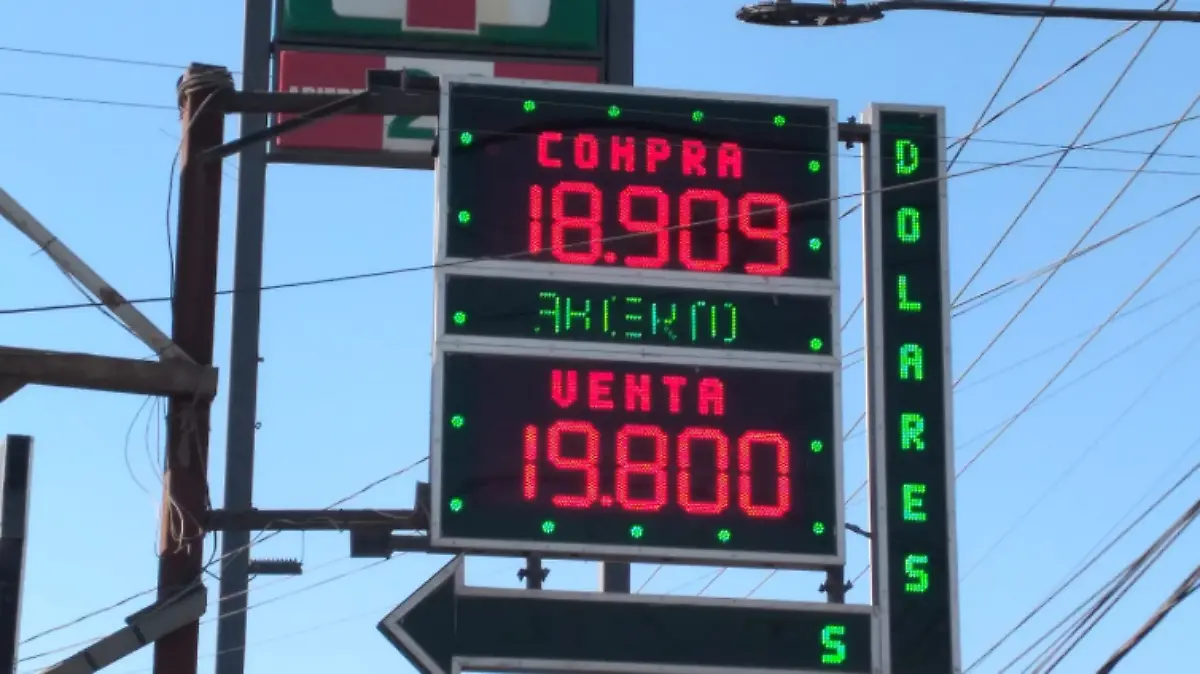 COMPRA
18.909
ABIERTO
VENTA
19.800
DOLARES
S